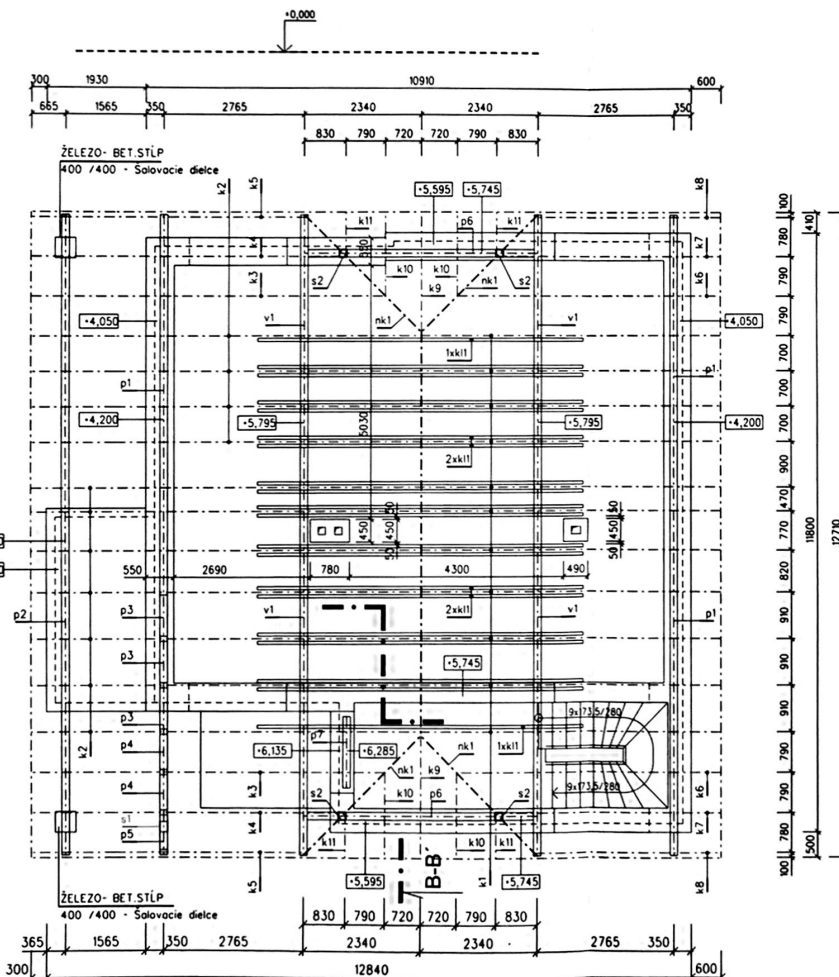 ±0,000
300 1930 10910 600
665 1565 350 2765 2340 2340 2765 350
830 790 720 720 790 830
ŽELEZO- BET.STĹP
400 /400 - Šalovacie dielce
k2 k5 k8
+5,595 +5,745
k11 p6 k11
k4 k7
k10 k10
k3 k9 nk1 k6
s2 s2
+4,050 v1 nk1 v1 +4,050
1xkl1
p1 p1
+4,200 +5,795 5030 +5,795 +4,200
2xkl1
450 450 450
50 50 50 50
550 2690 780 4300 490
p2 p3 v1 2xkl1 v1 p1
p3
+5,745
p3 9x173,5/280
p7
k2 p4 +6,135 +6,285 nk1 k9 nk1 1xkl1
p4 k3 k10 k6
9x173,5/280
s2 p6 s2
s1 k4 k7
p5
k11 k10 k11
+5,595 B-B' k1 +5,745
k5 k8
ŽELEZO- BET.STĹP
400 /400 - Šalovacie dielce
830 790 720 720 790 830
365 1565 350 2765 2340 2340 2765 350
300 12840 600
100 780 790 790 700 700 700 900 470 770 820 910 910 910 790 790 780 100
410 11800 500
12710